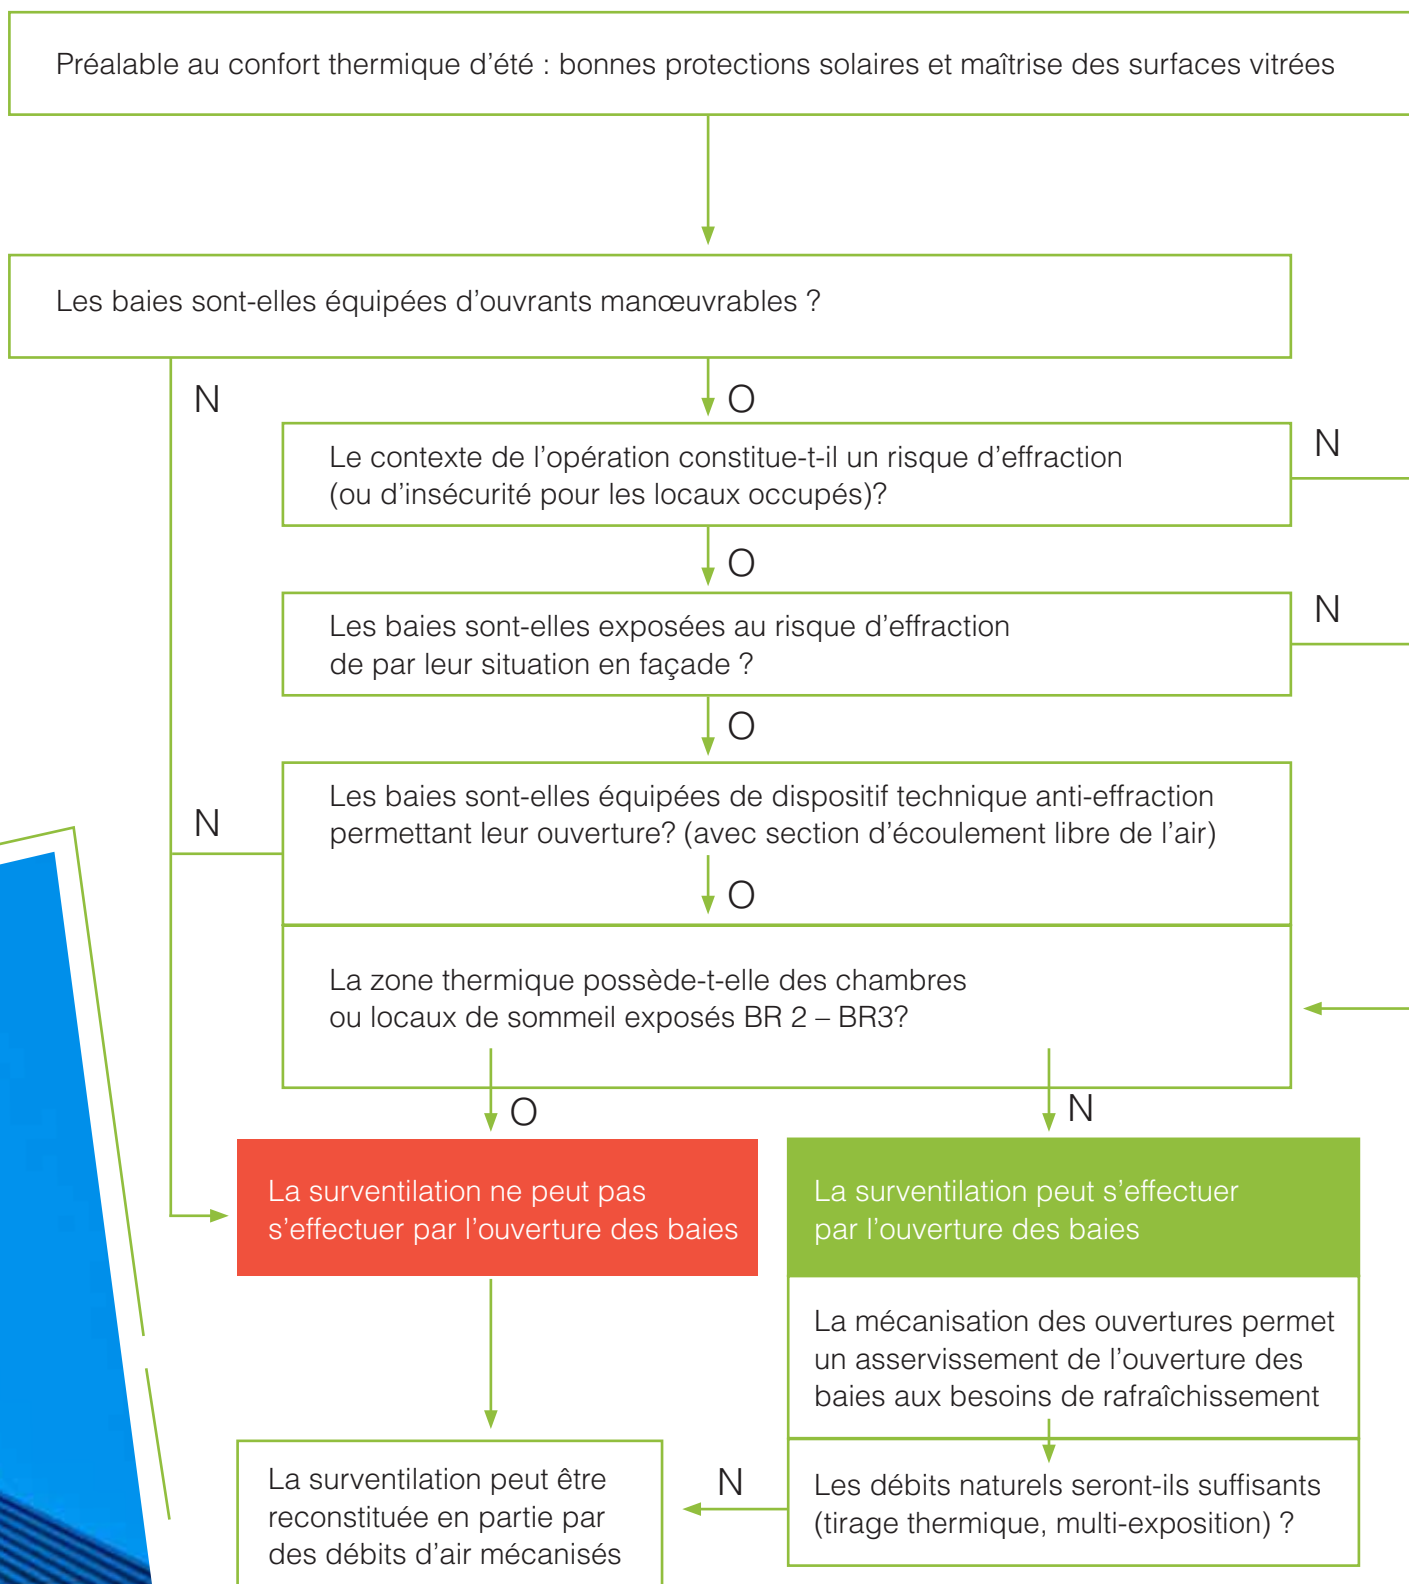 Préalable au confort thermique d’été : bonnes protections solaires et maîtrise des surfaces vitrées
Les baies sont-elles équipées d’ouvrants manœuvrables ?
N
O
Le contexte de l’opération constitue-t-il un risque d’effraction
(ou d’insécurité pour les locaux occupés)?
N
O
Les baies sont-elles exposées au risque d’effraction
de par leur situation en façade ?
N
O
Les baies sont-elles équipées de dispositif technique anti-effraction
permettant leur ouverture? (avec section d’écoulement libre de l’air)
N
O
La zone thermique possède-t-elle des chambres
ou locaux de sommeil exposés BR 2 – BR3?
O
N
La surventilation ne peut pas
s’effectuer par l’ouverture des baies
La surventilation peut s’effectuer
par l’ouverture des baies
La mécanisation des ouvertures permet
un asservissement de l’ouverture des
baies aux besoins de rafraîchissement
Les débits naturels seront-ils suffisants
(tirage thermique, multi-exposition) ?
N
La surventilation peut être
reconstituée en partie par
des débits d’air mécanisés